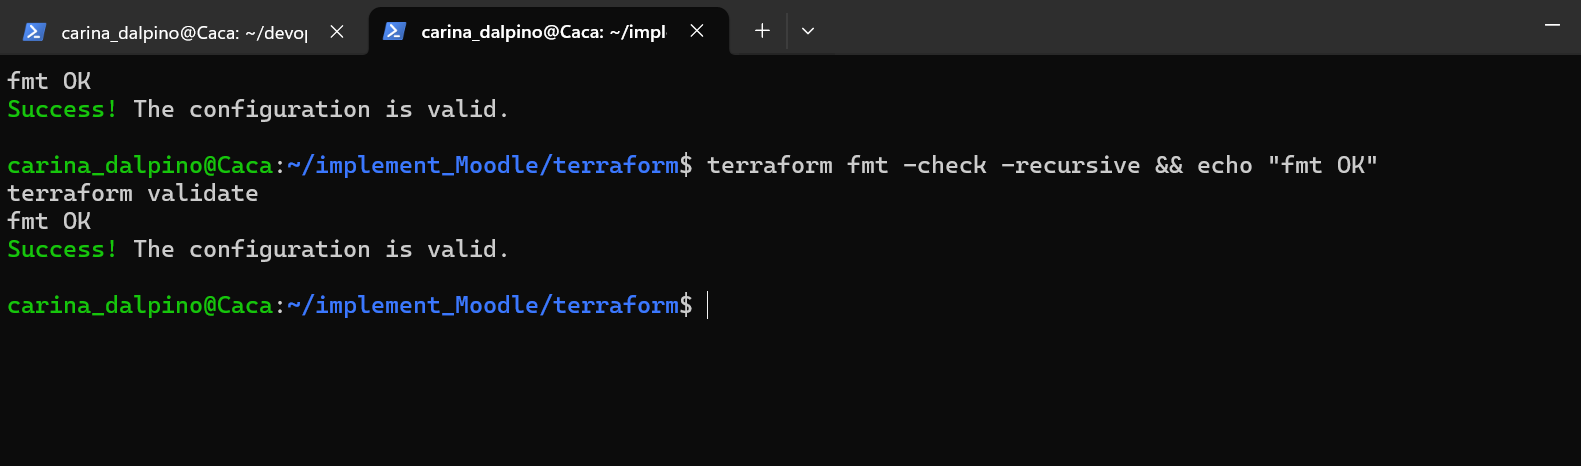 carina_dalpino@Caca: ~/devop
carina_dalpino@Caca: ~/impl
fmt OK
Success! The configuration is valid.
carina_dalpino@Caca:~/implement_Moodle/terraform$ terraform fmt -check -recursive && echo "fmt OK"
terraform validate
fmt OK
Success! The configuration is valid.
carina_dalpino@Caca:~/implement_Moodle/terraform$